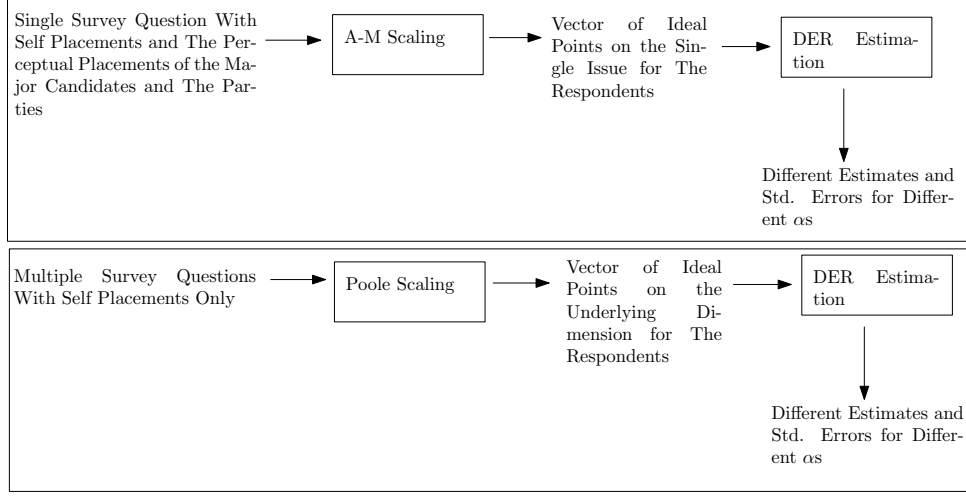 Single Survey Question With
Self Placements and The Per-
ceptual Placements of the Ma-
jor Candidates and The Par-
ties
A-M Scaling
Vector of Ideal
Points on the Sin-
gle Issue for The
Respondents
DER Estima-
tion
Different Estimates and
Std. Errors for Differ-
ent αs
Multiple Survey Questions
With Self Placements Only
Poole Scaling
Vector of Ideal
Points on the
Underlying Di-
mension for The
Respondents
DER Estima-
tion
Different Estimates and
Std. Errors for Differ-
ent αs